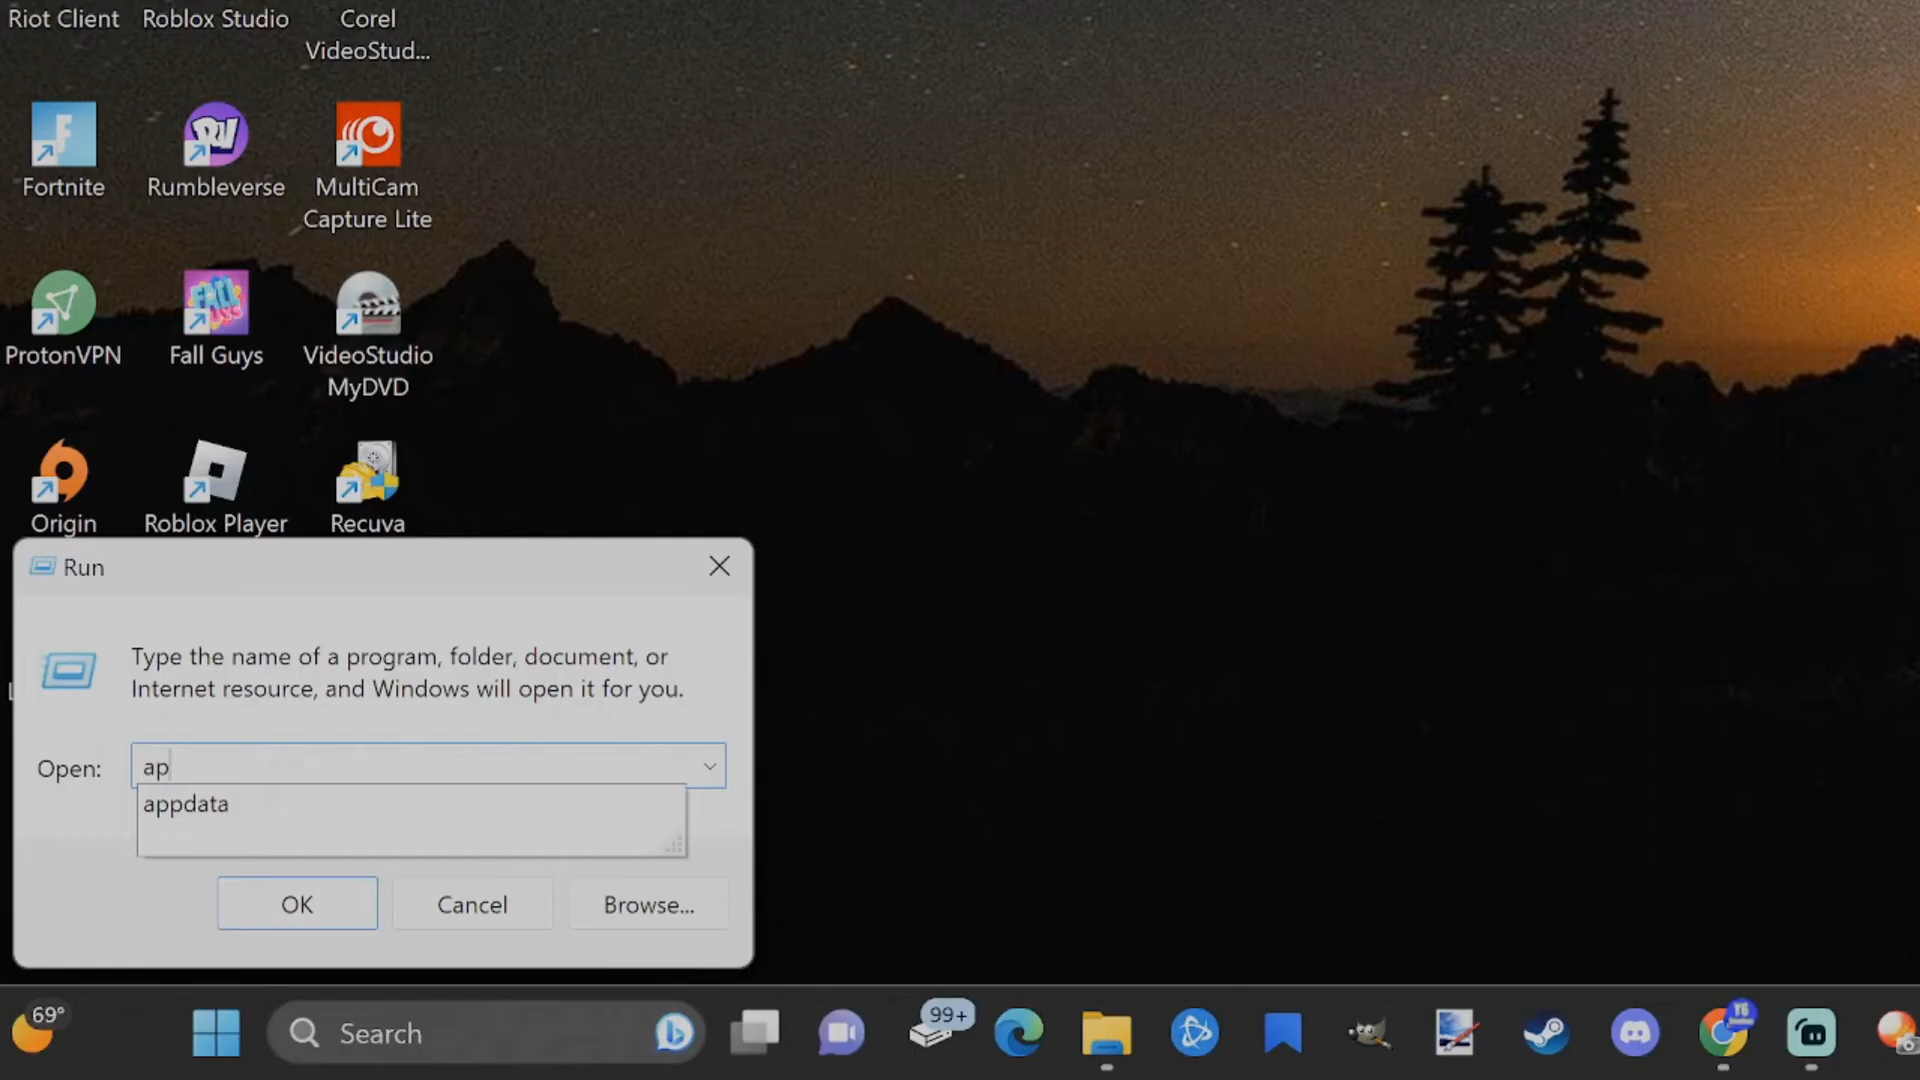 Riot Client
Roblox Studio
Corel
VideoStud...
Fortnite
Rumbleverse
MultiCam
Capture Lite
ProtonVPN
Fall Guys
VideoStudio
MyDVD
Origin
Roblox Player
Recuva
Run
Type the name of a program, folder, document, or
Internet resource, and Windows will open it for you.
Open:
ap
appdata
OK
Cancel
Browse...
69°
Search
99+